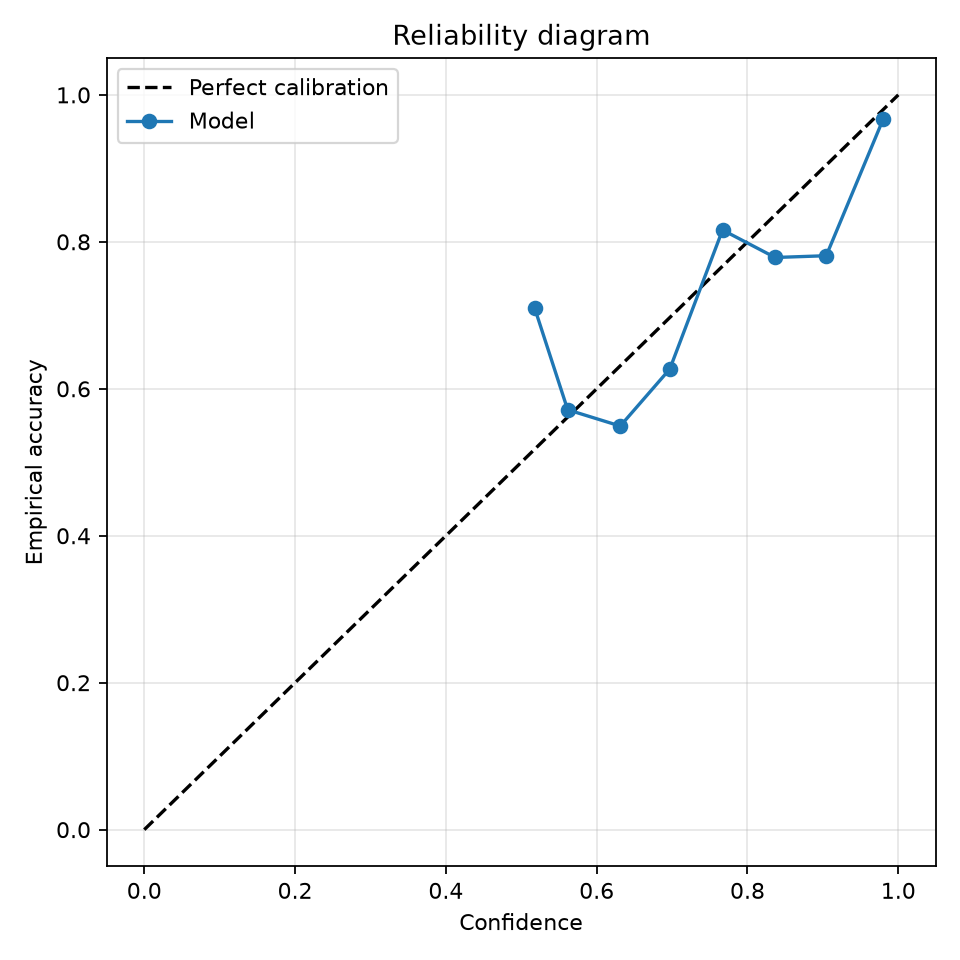 Reliability diagram
Perfect calibration
Model
1.0
0.8
0.6
0.4
0.2
0.0
Empirical accuracy
0.0 0.2 0.4 0.6 0.8 1.0
Confidence